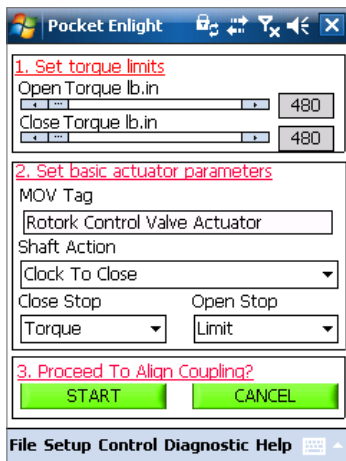 Pocket Enlight
1. Set torque limits
Open Torque lb.in
480
Close Torque lb.in
480
2. Set basic actuator parameters
MOV Tag
Rotork Control Valve Actuator
Shaft Action
Clock To Close
Close Stop Open Stop
Torque Limit
3. Proceed To Align Coupling?
START CANCEL
File Setup Control Diagnostic Help